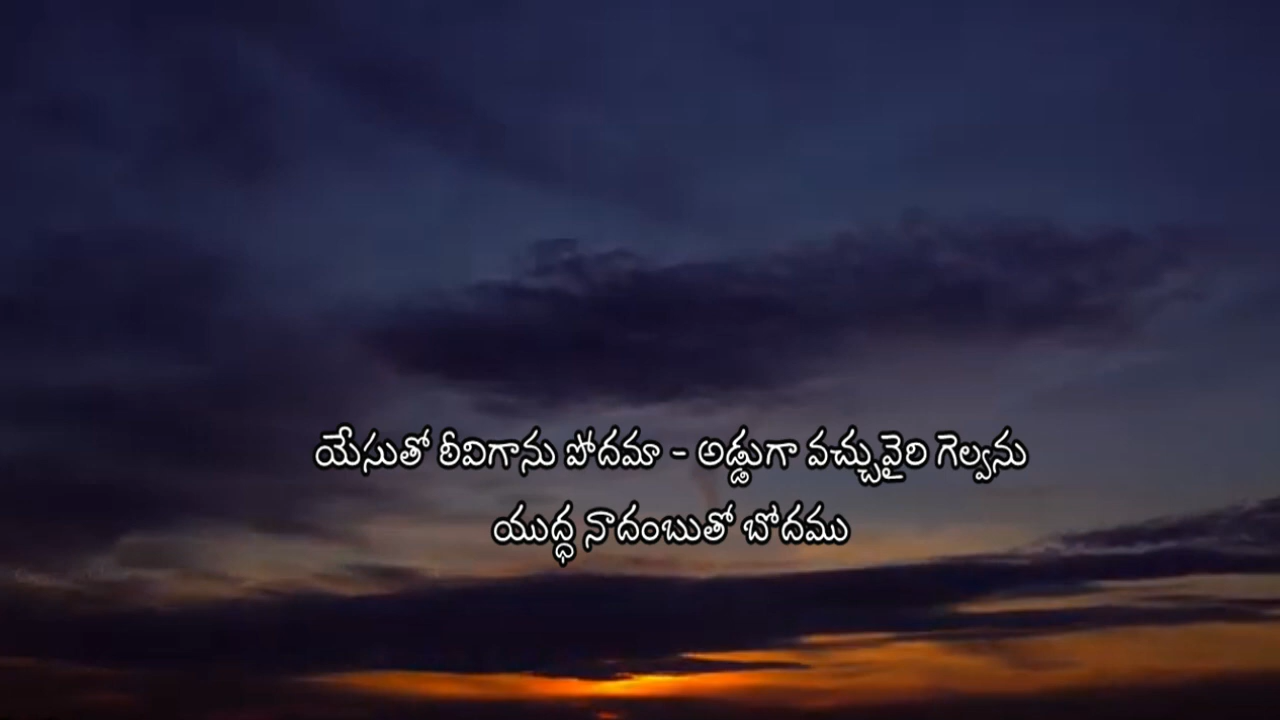 యేసుతో ఠీవిగాను పోదమా - అడ్డుగా వచ్చువైరి గెల్వను
యుద్ధ నాదంబుతో బోదము